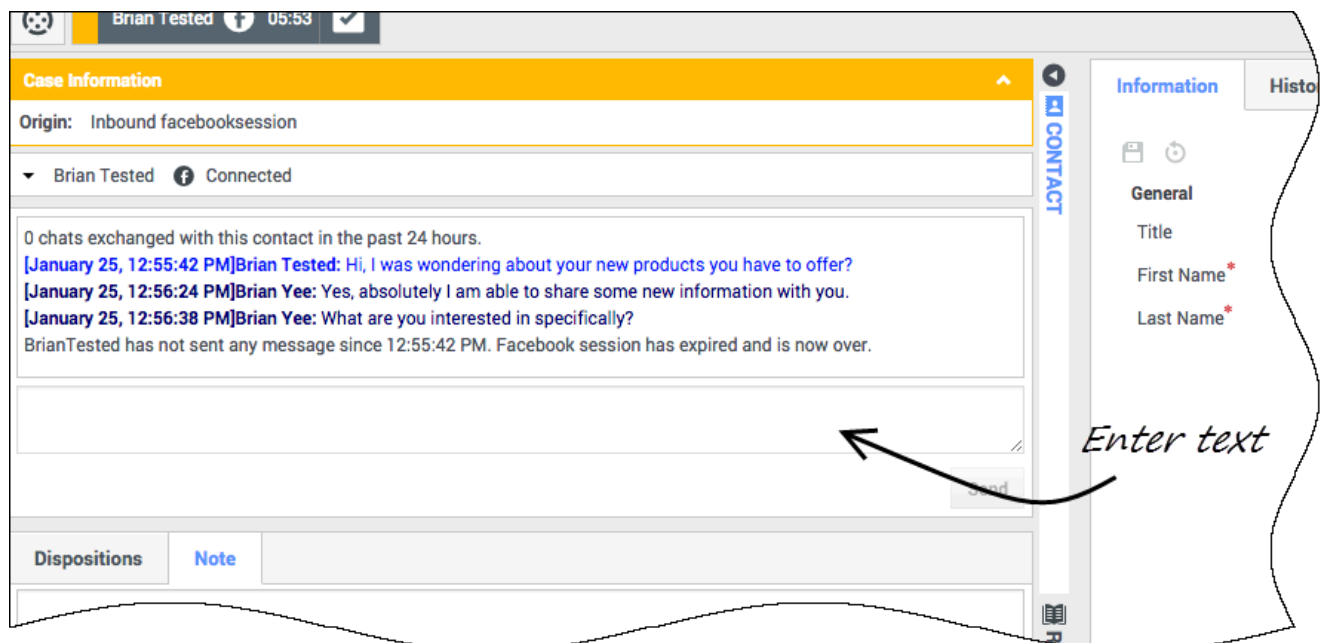 Brian Tested 05:53
Case Information
Origin: Inbound facebooksession
Brian Tested Connected
0 chats exchanged with this contact in the past 24 hours.
[January 25, 12:55:42 PM]Brian Tested: Hi, I was wondering about your new products you have to offer?
[January 25, 12:56:24 PM]Brian Yee: Yes, absolutely I am able to share some new information with you.
[January 25, 12:56:38 PM]Brian Yee: What are you interested in specifically?
BrianTested has not sent any message since 12:55:42 PM. Facebook session has expired and is now over.
Send
Dispositions Note
CONTACT
R
Information Histo
General
Title
First Name*
Last Name*
Enter text